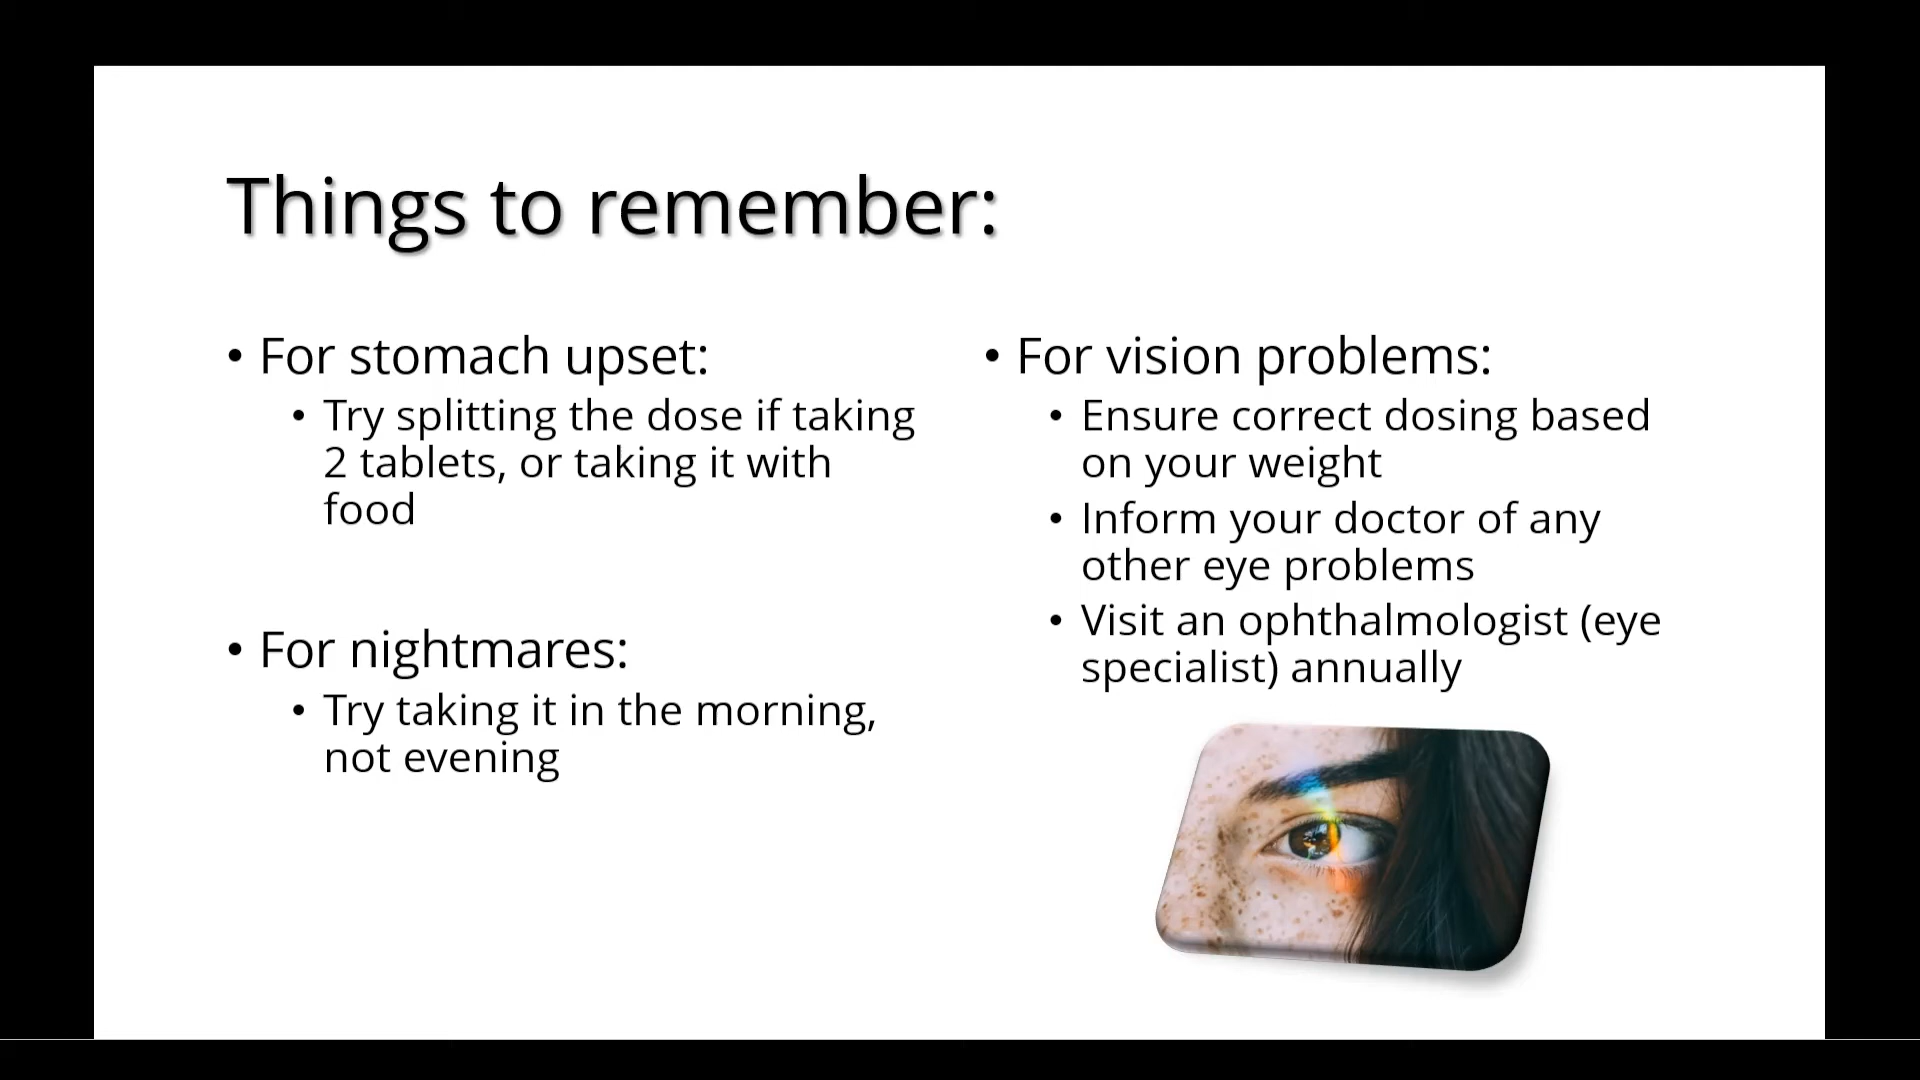 Things to remember:
• For stomach upset:
• Try splitting the dose if taking
2 tablets, or taking it with
food
• For nightmares:
• Try taking it in the morning,
not evening
• For vision problems:
• Ensure correct dosing based
on your weight
• Inform your doctor of any
other eye problems
• Visit an ophthalmologist (eye
specialist) annually